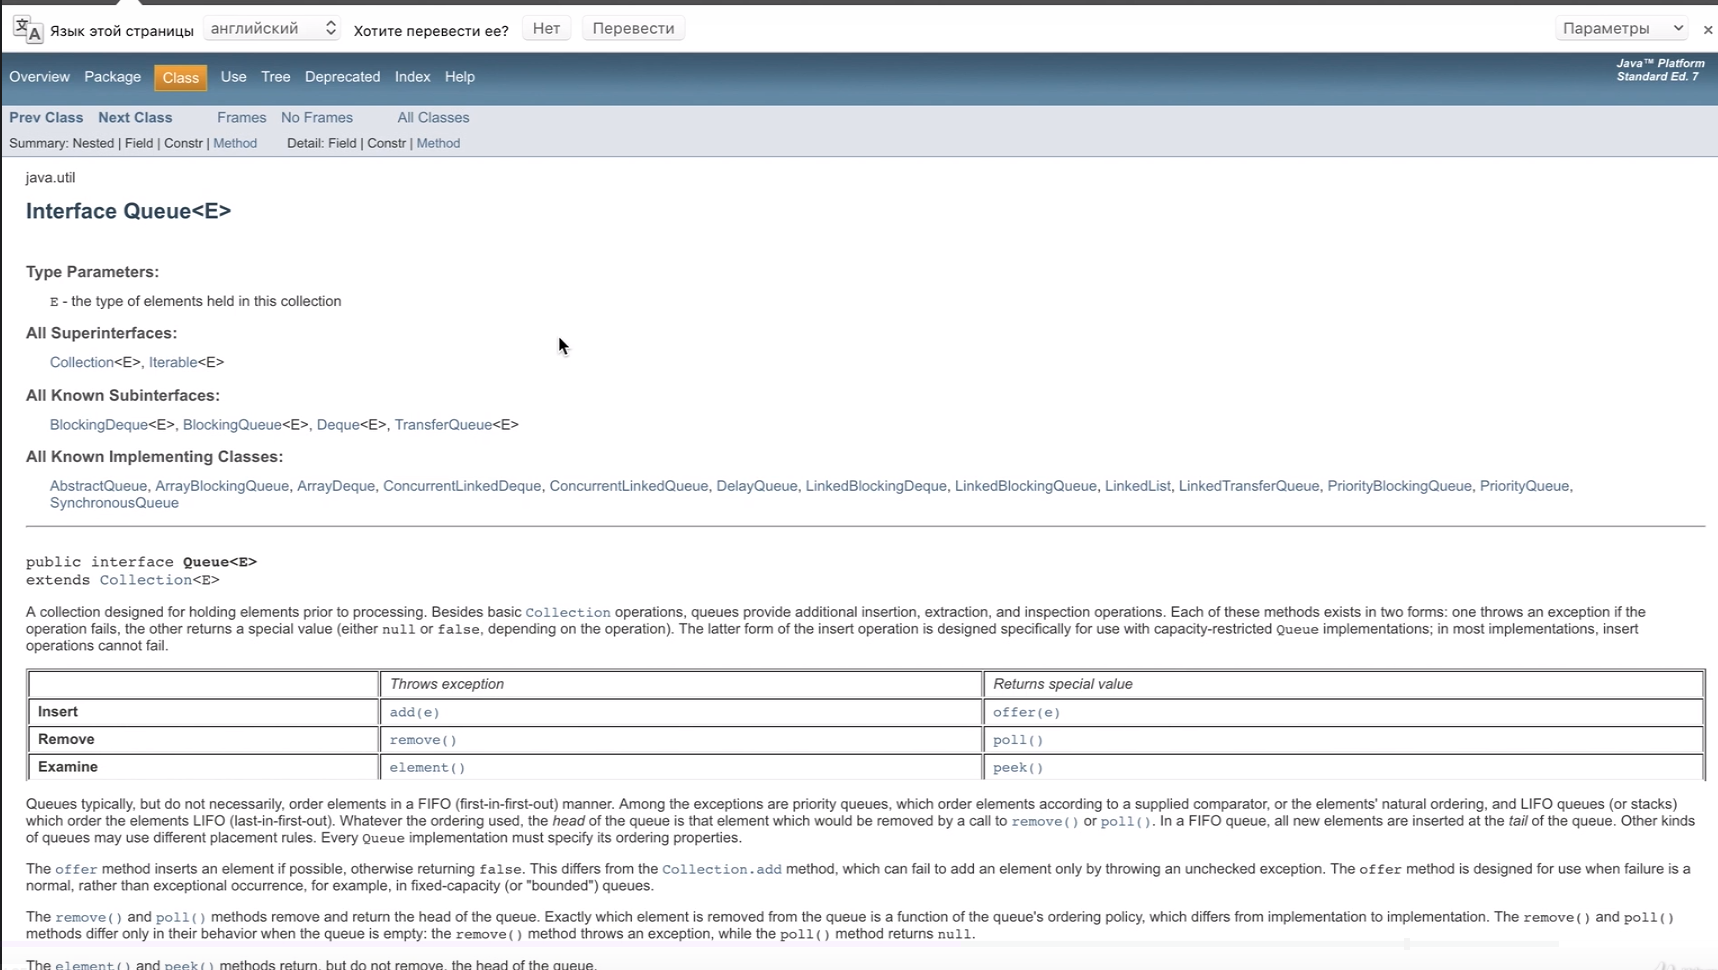 Язык этой страницы английский Хотите перевести ее? Нет Перевести Параметры ×
Overview Package Class Use Tree Deprecated Index Help
Java™ Platform
Standard Ed. 7
Prev Class Next Class Frames No Frames All Classes
Summary: Nested | Field | Constr | Method Detail: Field | Constr | Method
java.util
Interface Queue<E>
Type Parameters:
E - the type of elements held in this collection
All Superinterfaces:
Collection<E>, Iterable<E>
All Known Subinterfaces:
BlockingDeque<E>, BlockingQueue<E>, Deque<E>, TransferQueue<E>
All Known Implementing Classes:
AbstractQueue, ArrayBlockingQueue, ArrayDeque, ConcurrentLinkedDeque, ConcurrentLinkedQueue, DelayQueue, LinkedBlockingDeque, LinkedBlockingQueue, LinkedList, LinkedTransferQueue, PriorityBlockingQueue, PriorityQueue,
SynchronousQueue
public interface Queue<E>
extends Collection<E>
A collection designed for holding elements prior to processing. Besides basic Collection operations, queues provide additional insertion, extraction, and inspection operations. Each of these methods exists in two forms: one throws an exception if the
operation fails, the other returns a special value (either null or false, depending on the operation). The latter form of the insert operation is designed specifically for use with capacity-restricted Queue implementations; in most implementations, insert
operations cannot fail.
Throws exception Returns special value
Insert add(e) offer(e)
Remove remove() poll()
Examine element() peek()
Queues typically, but do not necessarily, order elements in a FIFO (first-in-first-out) manner. Among the exceptions are priority queues, which order elements according to a supplied comparator, or the elements' natural ordering, and LIFO queues (or stacks)
which order the elements LIFO (last-in-first-out). Whatever the ordering used, the head of the queue is that element which would be removed by a call to remove() or poll(). In a FIFO queue, all new elements are inserted at the tail of the queue. Other kinds
of queues may use different placement rules. Every Queue implementation must specify its ordering properties.
The offer method inserts an element if possible, otherwise returning false. This differs from the Collection.add method, which can fail to add an element only by throwing an unchecked exception. The offer method is designed for use when failure is a
normal, rather than exceptional occurrence, for example, in fixed-capacity (or "bounded") queues.
The remove() and poll() methods remove and return the head of the queue. Exactly which element is removed from the queue is a function of the queue's ordering policy, which differs from implementation to implementation. The remove() and poll()
methods differ only in their behavior when the queue is empty: the remove() method throws an exception, while the poll() method returns null.
The element() and peek() methods return, but do not remove, the head of the queue.